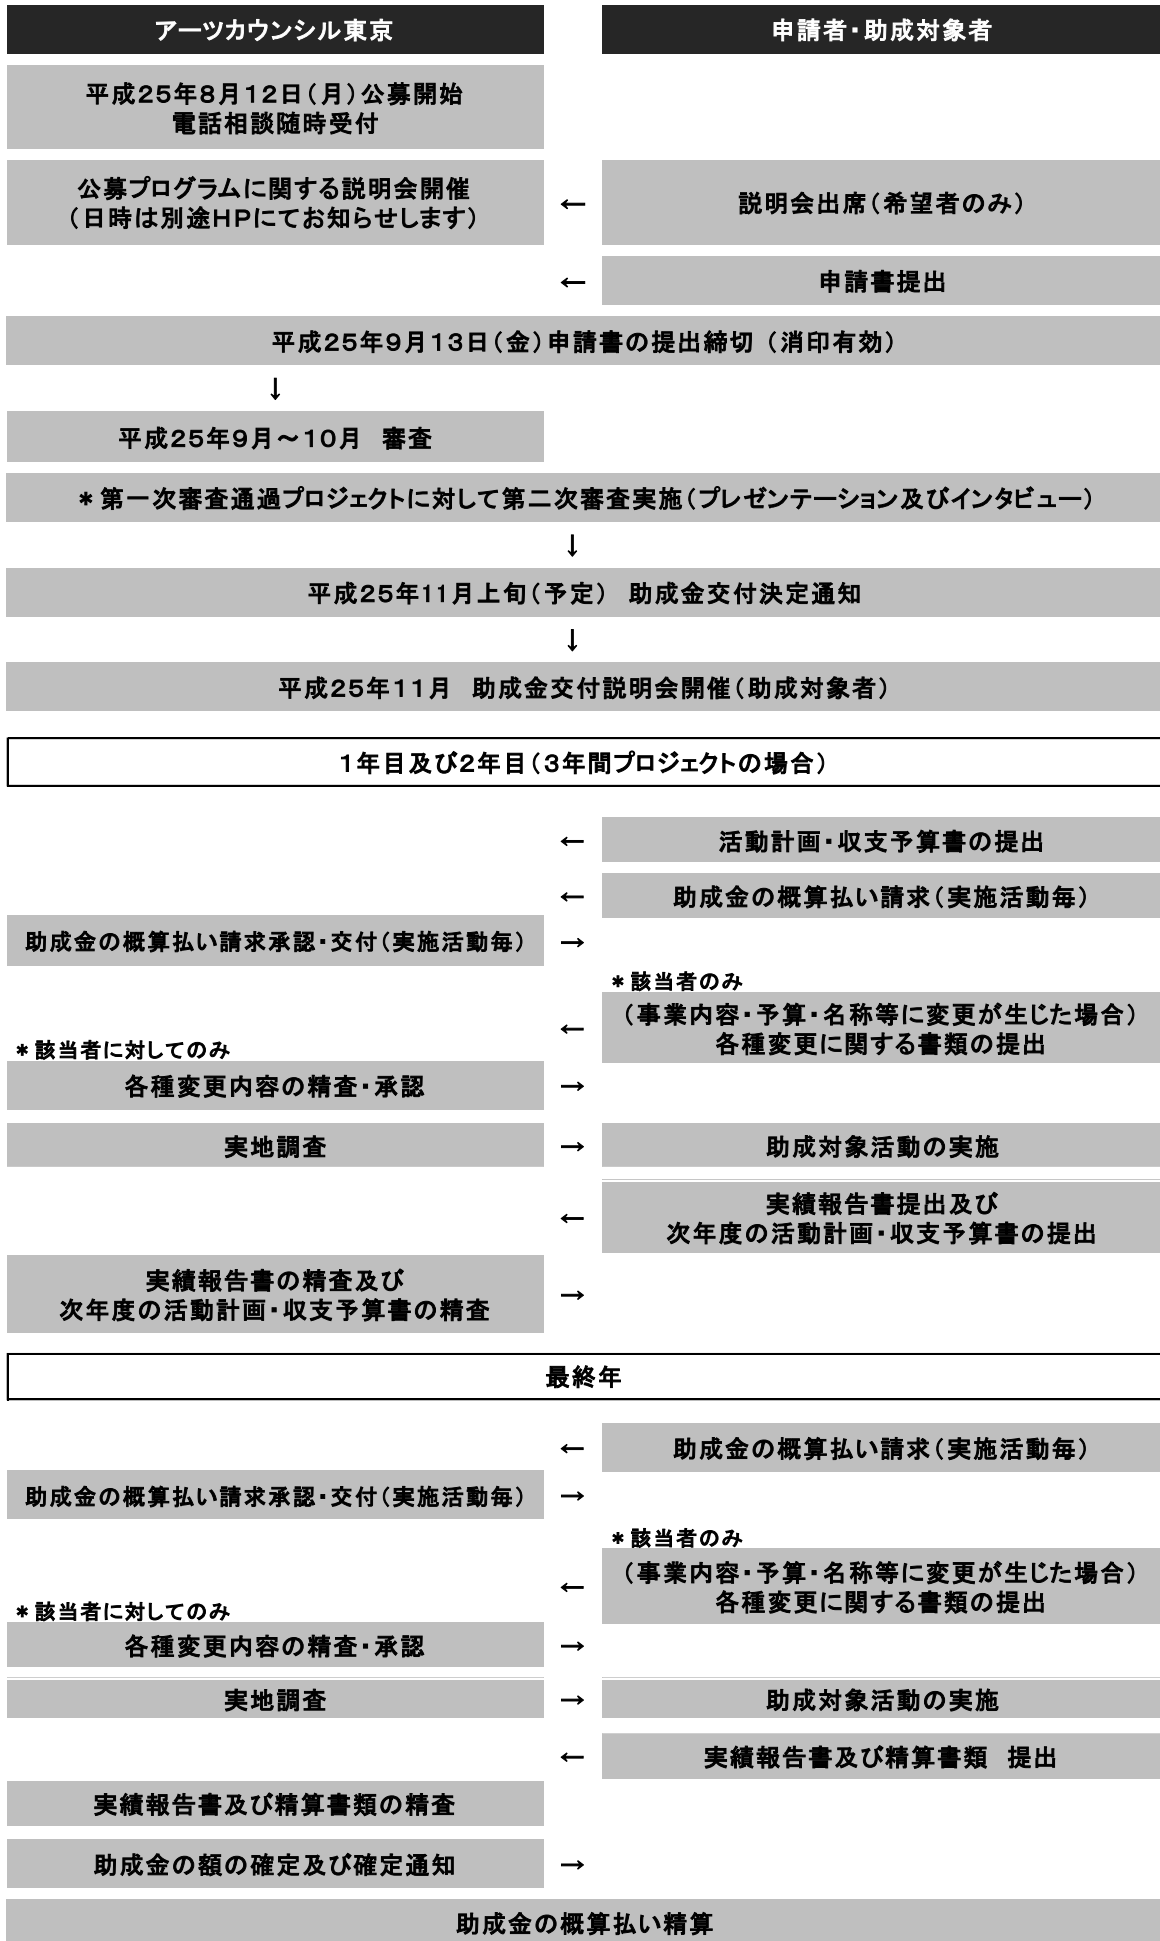 アーツカウンシル東京
申請者・助成対象者
平成25年8月12日（月）公募開始
電話相談随時受付
公募プログラムに関する説明会開催
（日時は別途HPにてお知らせします）
←
説明会出席（希望者のみ）
←
申請書提出
平成25年9月13日（金）申請書の提出締切（消印有効）
↓
平成25年9月～10月　審査
＊第一次審査通過プロジェクトに対して第二次審査実施（プレゼンテーション及びインタビュー）
↓
平成25年11月上旬（予定）　助成金交付決定通知
↓
平成25年11月　助成金交付説明会開催（助成対象者）
1年目及び2年目（3年間プロジェクトの場合）
←
活動計画・収支予算書の提出
←
助成金の概算払い請求（実施活動毎）
助成金の概算払い請求承認・交付（実施活動毎）
→
＊該当者のみ
←
（事業内容・予算・名称等に変更が生じた場合）
各種変更に関する書類の提出
＊該当者に対してのみ
各種変更内容の精査・承認
→
実地調査
→
助成対象活動の実施
←
実績報告書提出及び
次年度の活動計画・収支予算書の提出
実績報告書の精査及び
次年度の活動計画・収支予算書の精査
→
最終年
←
助成金の概算払い請求（実施活動毎）
助成金の概算払い請求承認・交付（実施活動毎）
→
＊該当者のみ
←
（事業内容・予算・名称等に変更が生じた場合）
各種変更に関する書類の提出
＊該当者に対してのみ
各種変更内容の精査・承認
→
実地調査
→
助成対象活動の実施
←
実績報告書及び精算書類　提出
実績報告書及び精算書類の精査
助成金の額の確定及び確定通知
→
助成金の概算払い精算